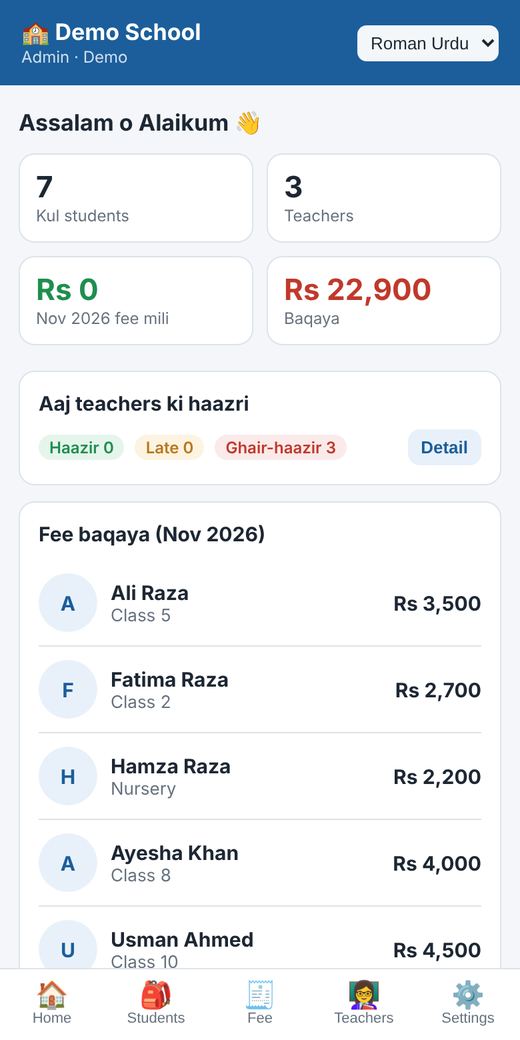 Demo School
Admin · Demo
Roman Urdu
Assalam o Alaikum 👋
7
Kul students
3
Teachers
Rs 0
Nov 2026 fee mili
Rs 22,900
Baqaya
Aaj teachers ki haazri
Haazir 0
Late 0
Ghair-haazir 3
Detail
Fee baqaya (Nov 2026)
A
Ali Raza
Class 5
Rs 3,500
F
Fatima Raza
Class 2
Rs 2,700
H
Hamza Raza
Nursery
Rs 2,200
A
Ayesha Khan
Class 8
Rs 4,000
U
Usman Ahmed
Class 10
Rs 4,500
Home
Students
Fee
Teachers
Settings